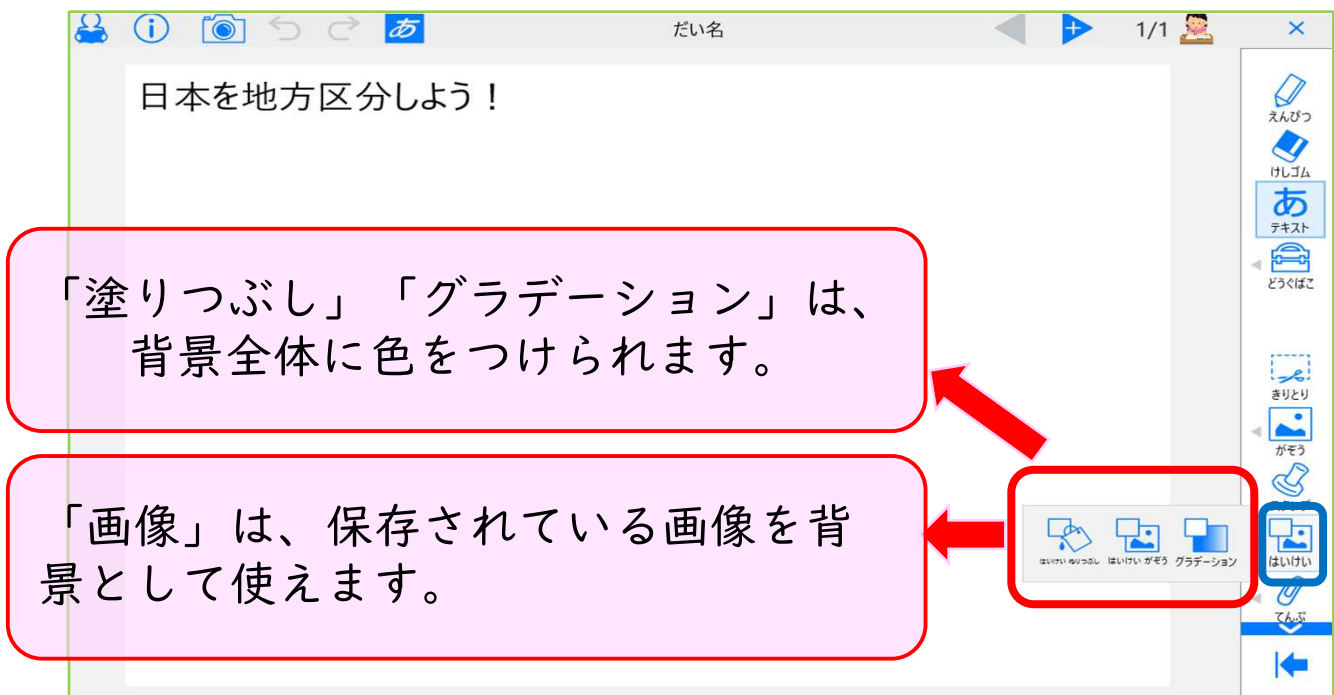 あ
だい名
1/1
日本を地方区分しよう!
えんぴつ
けしゴム
あ
テキスト
どうぐばこ
「塗りつぶし」「グラデーション」は、
背景全体に色をつけられます。
きりとり
がぞう
「画像」は、保存されている画像を背
景として使えます。
はいけい ぬりつぶし
はいけい がぞう
グラデーション
はいけい
てんぷ